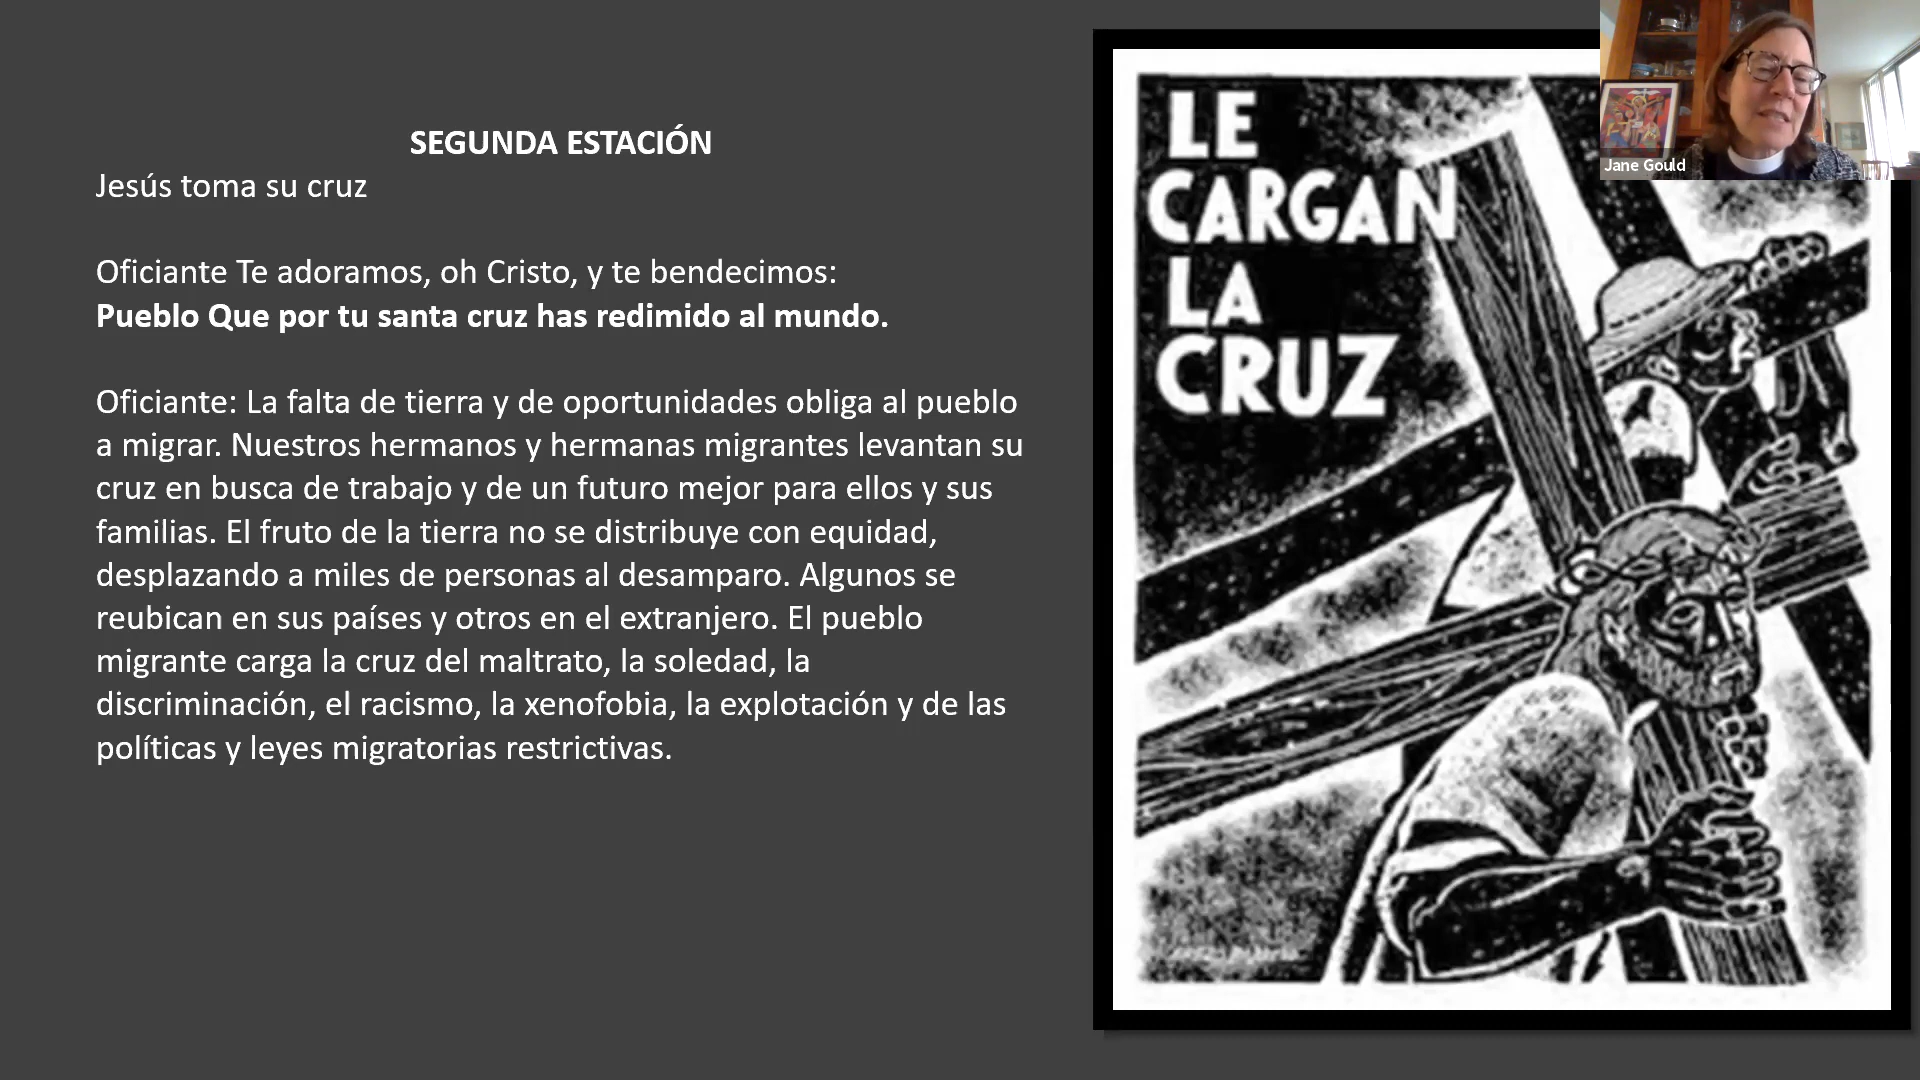 SEGUNDA ESTACIÓN
Jesús toma su cruz
Oficiante Te adoramos, oh Cristo, y te bendecimos:
Pueblo Que por tu santa cruz has redimido al mundo.
Oficiante: La falta de tierra y de oportunidades obliga al pueblo
a migrar. Nuestros hermanos y hermanas migrantes levantan su
cruz en busca de trabajo y de un futuro mejor para ellos y sus
familias. El fruto de la tierra no se distribuye con equidad,
desplazando a miles de personas al desamparo. Algunos se
reubican en sus países y otros en el extranjero. El pueblo
migrante carga la cruz del maltrato, la soledad, la
discriminación, el racismo, la xenofobia, la explotación y de las
políticas y leyes migratorias restrictivas.
LE
CARGAN
LA
CRUZ
Jane Gould